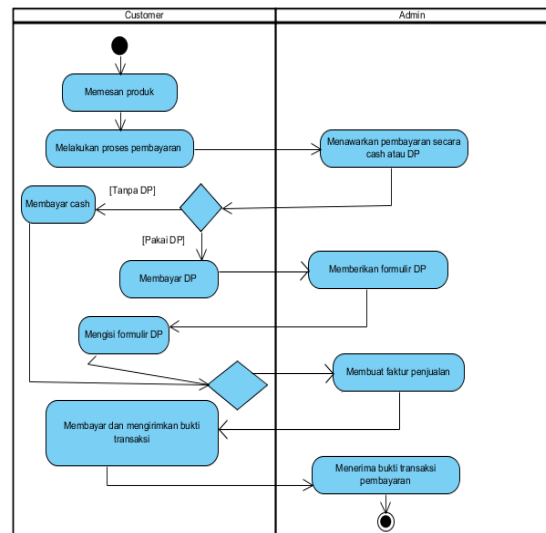 Customer
Admin
Memesan produk
Melakukan proses pembayaran
Menawarkan pembayaran secara
cash atau DP
[Tanpa DP]
Membayar cash
[Pakai DP]
Membayar DP
Memberikan formulir DP
Mengisi formulir DP
Membuat faktur penjualan
Membayar dan mengirimkan bukti
transaksi
Menerima bukti transaksi
pembayaran